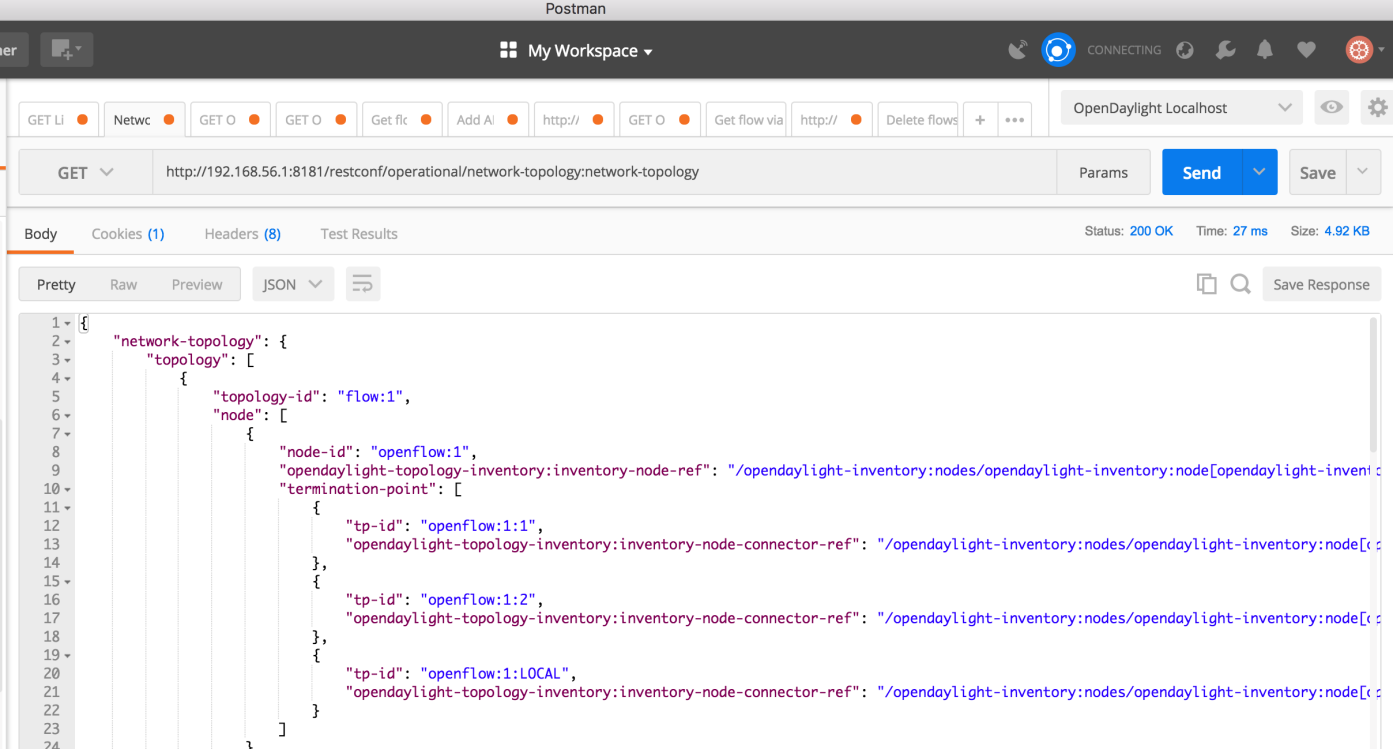 Postman
er
My Workspace
CONNECTING
GET Li
Netwc
GET O
GET O
Get flc
Add Al
http://
GET O
Get flow via
http://
Delete flows
+
•••
OpenDaylight Localhost
GET
http://192.168.56.1:8181/restconf/operational/network-topology:network-topology
Params
Send
Save
Body
Cookies (1)
Headers (8)
Test Results
Status: 200 OK
Time: 27 ms
Size: 4.92 KB
Pretty
Raw
Preview
JSON
Save Response
1 {
2 "network-topology": {
3 "topology": [
4 {
5 "topology-id": "flow:1",
6 "node": [
7 {
8 "node-id": "openflow:1",
9 "opendaylight-topology-inventory:inventory-node-ref": "/opendaylight-inventory:nodes/opendaylight-inventory:node[opendaylight-invent
10 "termination-point": [
11 {
12 "tp-id": "openflow:1:1",
13 "opendaylight-topology-inventory:inventory-node-connector-ref": "/opendaylight-inventory:nodes/opendaylight-inventory:node[op
14 },
15 {
16 "tp-id": "openflow:1:2",
17 "opendaylight-topology-inventory:inventory-node-connector-ref": "/opendaylight-inventory:nodes/opendaylight-inventory:node[op
18 },
19 {
20 "tp-id": "openflow:1:LOCAL",
21 "opendaylight-topology-inventory:inventory-node-connector-ref": "/opendaylight-inventory:nodes/opendaylight-inventory:node[op
22 }
23 ]
24 }